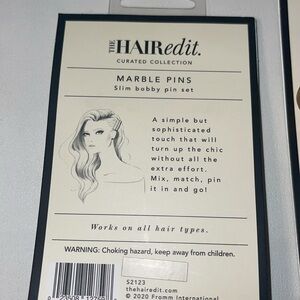 THE HAIRedit.
CURATED COLLECTION
MARBLE PINS
Slim bobby pin set
A simple but
sophisticated
touch that will
turn up the chic
without all the
extra effort.
Mix, match, pin
it in and go!
Works on all hair types.
WARNING: Choking hazard, keep away from children.
S2123
thehairedit.com
© 2020 Fromm International